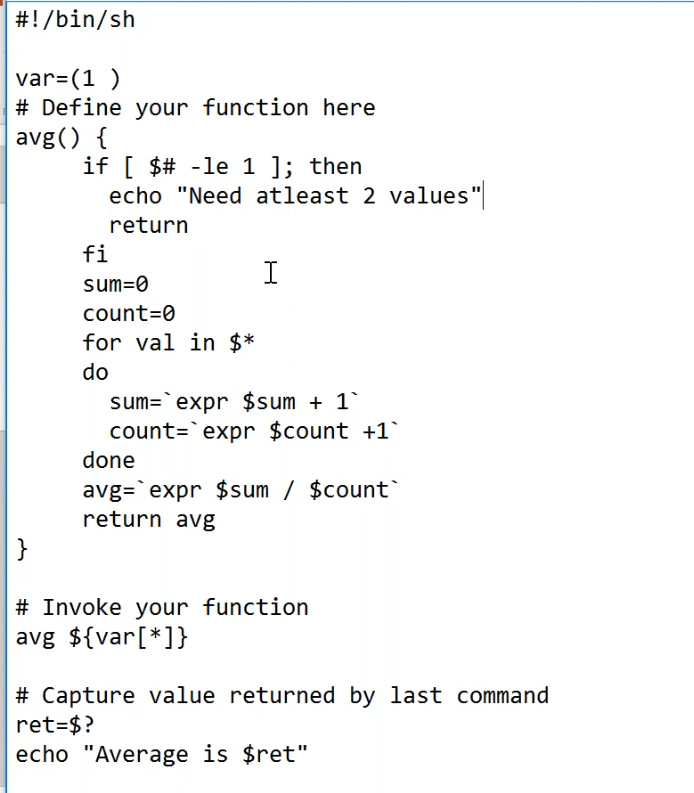 #!/bin/sh
var=(1 )
# Define your function here
avg() {
if [ $# -le 1 ]; then
echo "Need atleast 2 values"
return
fi
sum=0
count=0
for val in $*
do
sum=`expr $sum + 1`
count=`expr $count +1`
done
avg=`expr $sum / $count`
return avg
}
# Invoke your function
avg ${var[*]}
# Capture value returned by last command
ret=$?
echo "Average is $ret"